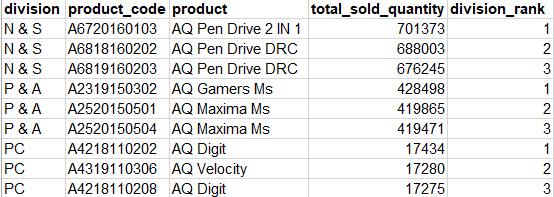 division product_code product total_sold_quantity division_rank
N & S A6720160103 AQ Pen Drive 2 IN 1 701373 1
N & S A6818160202 AQ Pen Drive DRC 688003 2
N & S A6819160203 AQ Pen Drive DRC 676245 3
P & A A2319150302 AQ Gamers Ms 428498 1
P & A A2520150501 AQ Maxima Ms 419865 2
P & A A2520150504 AQ Maxima Ms 419471 3
PC A4218110202 AQ Digit 17434 1
PC A4319110306 AQ Velocity 17280 2
PC A4218110208 AQ Digit 17275 3